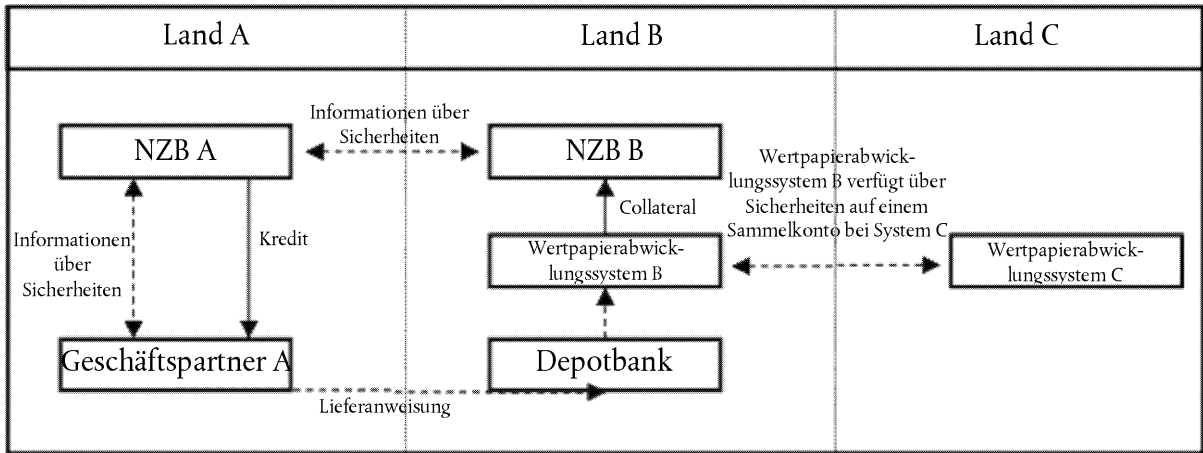 Land A
Land B
Land C
Informationen über
Sicherheiten
NZB A
NZB B
Wertpapierabwick-
lungssystem B verfügt über
Sicherheiten auf einem
Sammelkonto bei System C
Collateral
Informationen
über
Sicherheiten
Kredit
Wertpapierabwick-
lungssystem B
Wertpapierabwick-
lungssystem C
Geschäftspartner A
Depotbank
Lieferanweisung